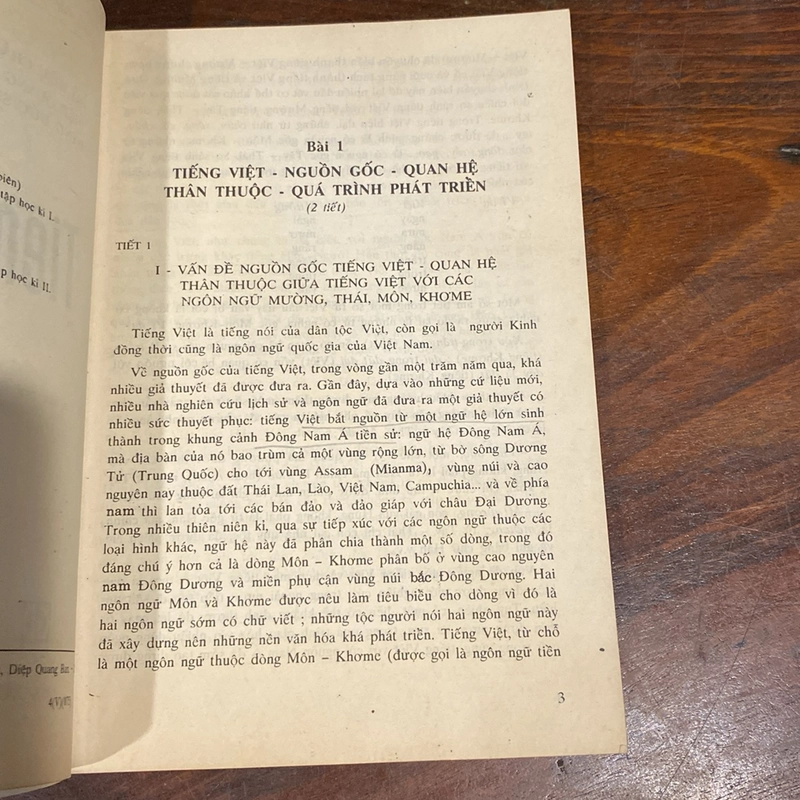 biên)
tập học kì I.
tập học kì II.
, Diệp Quang Ban -
Bài 1
TIẾNG VIỆT - NGUỒN GỐC - QUAN HỆ
THÂN THUỘC - QUÁ TRÌNH PHÁT TRIỂN
(2 tiết)
TIẾT 1
I - VẤN ĐỀ NGUỒN GỐC TIẾNG VIỆT - QUAN HỆ
THÂN THUỘC GIỮA TIẾNG VIỆT VỚI CÁC
NGÔN NGỮ MƯỜNG, THÁI, MÔN, KHƠME
Tiếng Việt là tiếng nói của dân tộc Việt, còn gọi là người Kinh
đồng thời cũng là ngôn ngữ quốc gia của Việt Nam.
Về nguồn gốc của tiếng Việt, trong vòng gần một trăm năm qua, khá
nhiều giả thuyết đã được đưa ra. Gần đây, dựa vào những cứ liệu mới,
nhiều nhà nghiên cứu lịch sử và ngôn ngữ đã đưa ra một giả thuyết có
nhiều sức thuyết phục: tiếng Việt bắt nguồn từ một ngữ hệ lớn sinh
thành trong khung cảnh Đông Nam Á tiền sử: ngữ hệ Đông Nam Á,
mà địa bàn của nó bao trùm cả một vùng rộng lớn, từ bờ sông Dương
Tử (Trung Quốc) cho tới vùng Assam (Mianma), vùng núi và cao
nguyên nay thuộc đất Thái Lan, Lào, Việt Nam, Campuchia... và về phía
nam thì lan tỏa tới các bán đảo và đảo giáp với châu Đại Dương.
Trong nhiều thiên niên kỉ, qua sự tiếp xúc với các ngôn ngữ thuộc các
loại hình khác, ngữ hệ này đã phân chia thành một số dòng, trong đó
đáng chú ý hơn cả là dòng Môn – Khơme phân bố ở vùng cao nguyên
nam Đông Dương và miền phụ cận vùng núi bắc Đông Dương. Hai
ngôn ngữ Môn và Khơme được nêu làm tiêu biểu cho dòng vì đó là
hai ngôn ngữ sớm có chữ viết ; những tộc người nói hai ngôn ngữ này
đã xây dựng nên những nền văn hóa khá phát triển. Tiếng Việt, từ chỗ
là một ngôn ngữ thuộc dòng Môn – Khơme (được gọi là ngôn ngữ tiền
3